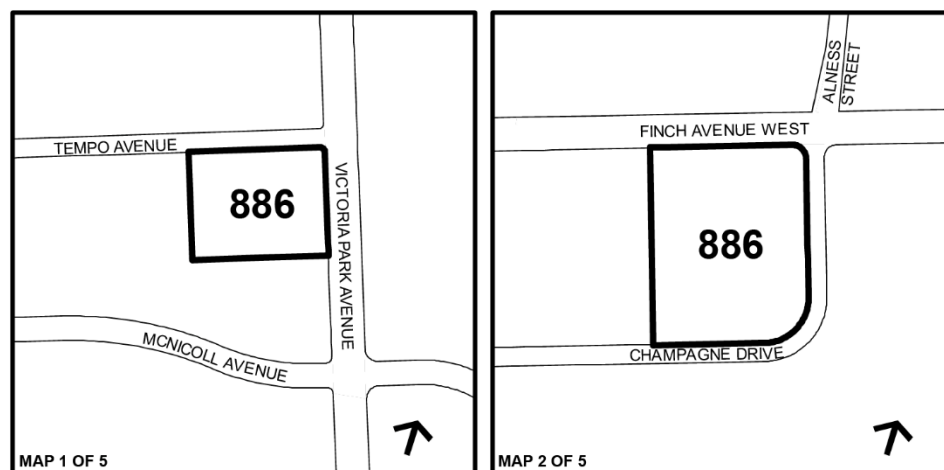 TEMPO AVENUE
886
VICTORIA PARK AVENUE
MCNICOLL AVENUE
MAP 1 OF 5
ALNESS
STREET
FINCH AVENUE WEST
886
CHAMPAGNE DRIVE
MAP 2 OF 5